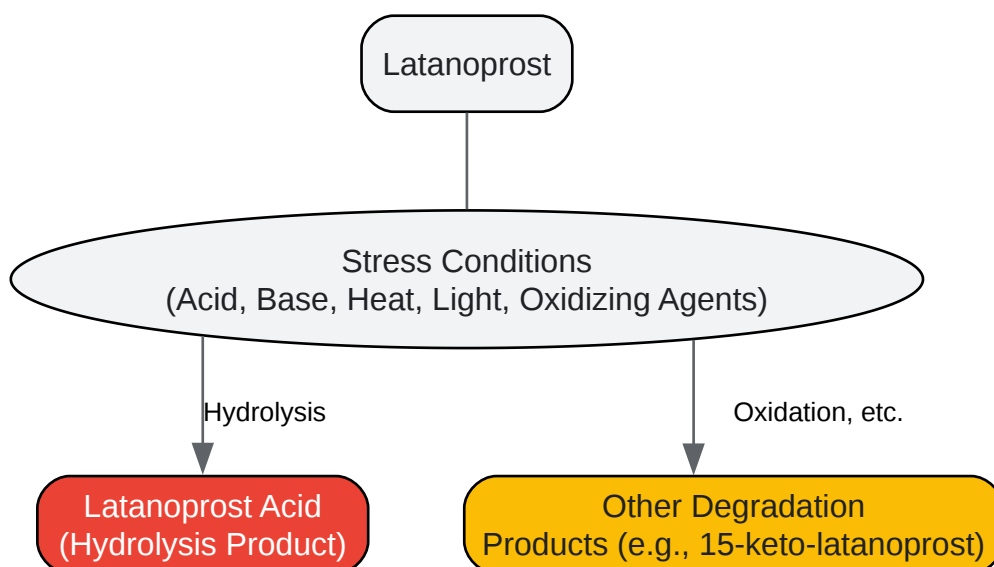 Latanoprost
Stress Conditions
(Acid, Base, Heat, Light, Oxidizing Agents)
Hydrolysis
Oxidation, etc.
Latanoprost Acid
(Hydrolysis Product)
Other Degradation
Products (e.g., 15-keto-latanoprost)